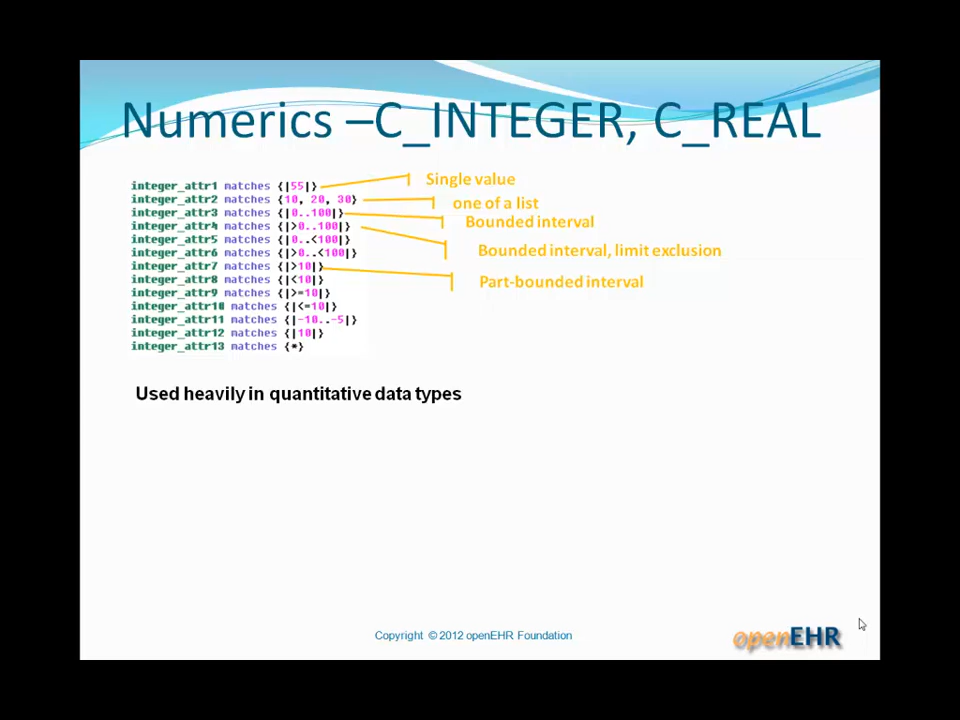 Numerics –C_INTEGER, C_REAL
integer_attr1 matches {|55|}
integer_attr2 matches {10, 20, 30}
integer_attr3 matches {|0..100|}
integer_attr4 matches {|>0..100|}
integer_attr5 matches {|0..<100|}
integer_attr6 matches {|>0..<100|}
integer_attr7 matches {|>10|}
integer_attr8 matches {|<10|}
integer_attr9 matches {|>=10|}
integer_attr10 matches {|<=10|}
integer_attr11 matches {|-10..-5|}
integer_attr12 matches {|10|}
integer_attr13 matches {*}
Single value
one of a list
Bounded interval
Bounded interval, limit exclusion
Part-bounded interval
Used heavily in quantitative data types
Copyright © 2012 openEHR Foundation
openEHR